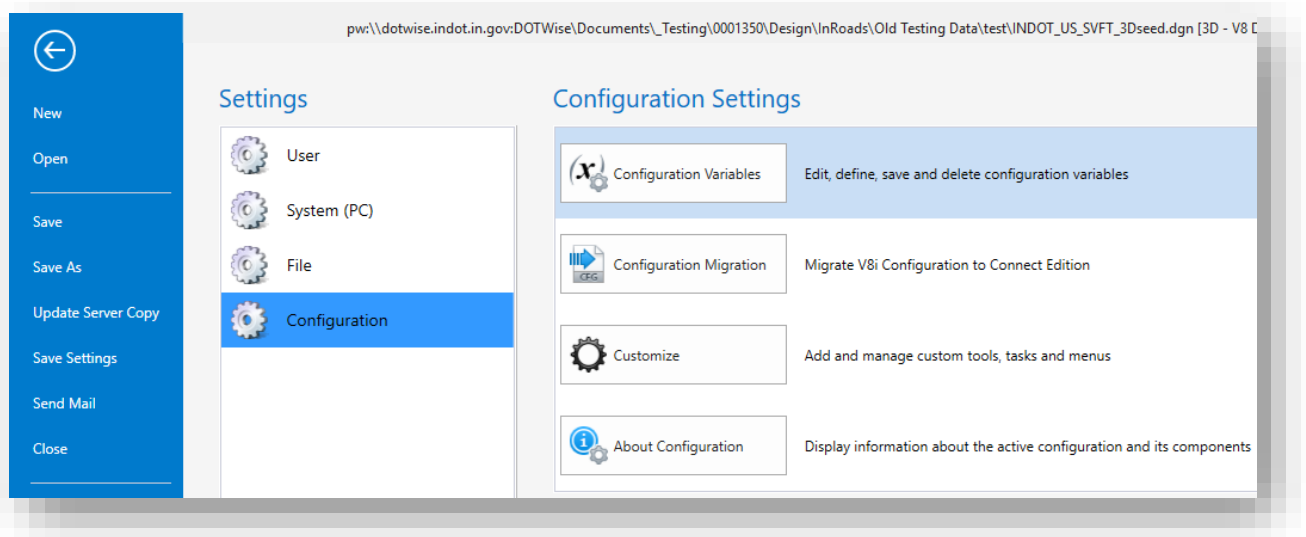 pw:\\dotwise.indot.in.gov:DOTWise\Documents\_Testing\0001350\Design\InRoads\Old Testing Data\test\INDOT_US_SVFT_3Dseed.dgn [3D - V8 D
New
Open
Save
Save As
Update Server Copy
Save Settings
Send Mail
Close
Settings
User
System (PC)
File
Configuration
Configuration Settings
(x) Configuration Variables Edit, define, save and delete configuration variables
CFG Configuration Migration Migrate V8i Configuration to Connect Edition
Customize Add and manage custom tools, tasks and menus
i About Configuration Display information about the active configuration and its components